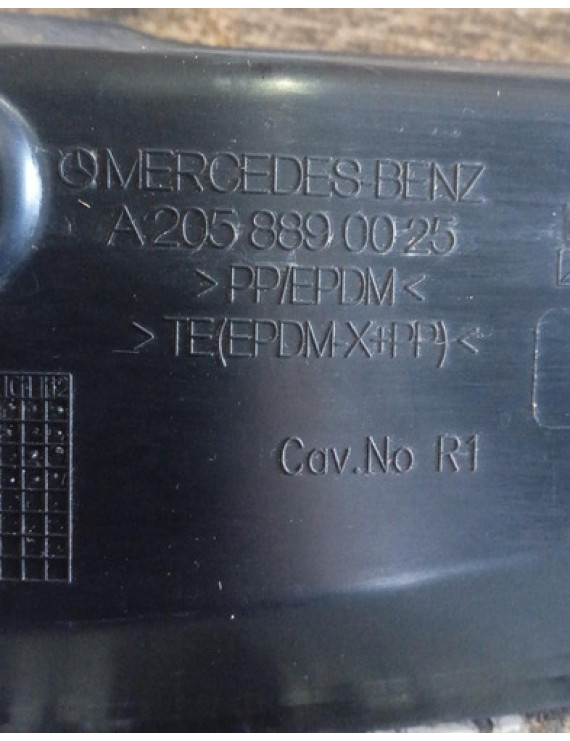 MERCEDES-BENZ
A 205 889 00 25
>PP/EPDM<
>TE(EPDM-X+PP)<
Cav.No R1